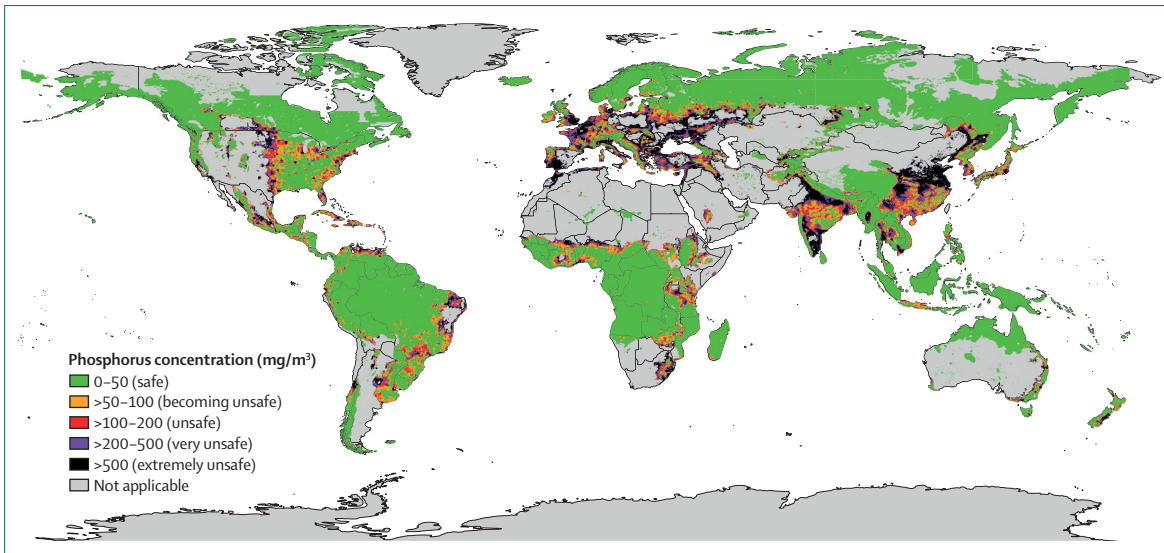 Phosphorus concentration (mg/m³)
0–50 (safe)
>50–100 (becoming unsafe)
>100–200 (unsafe)
>200–500 (very unsafe)
>500 (extremely unsafe)
Not applicable